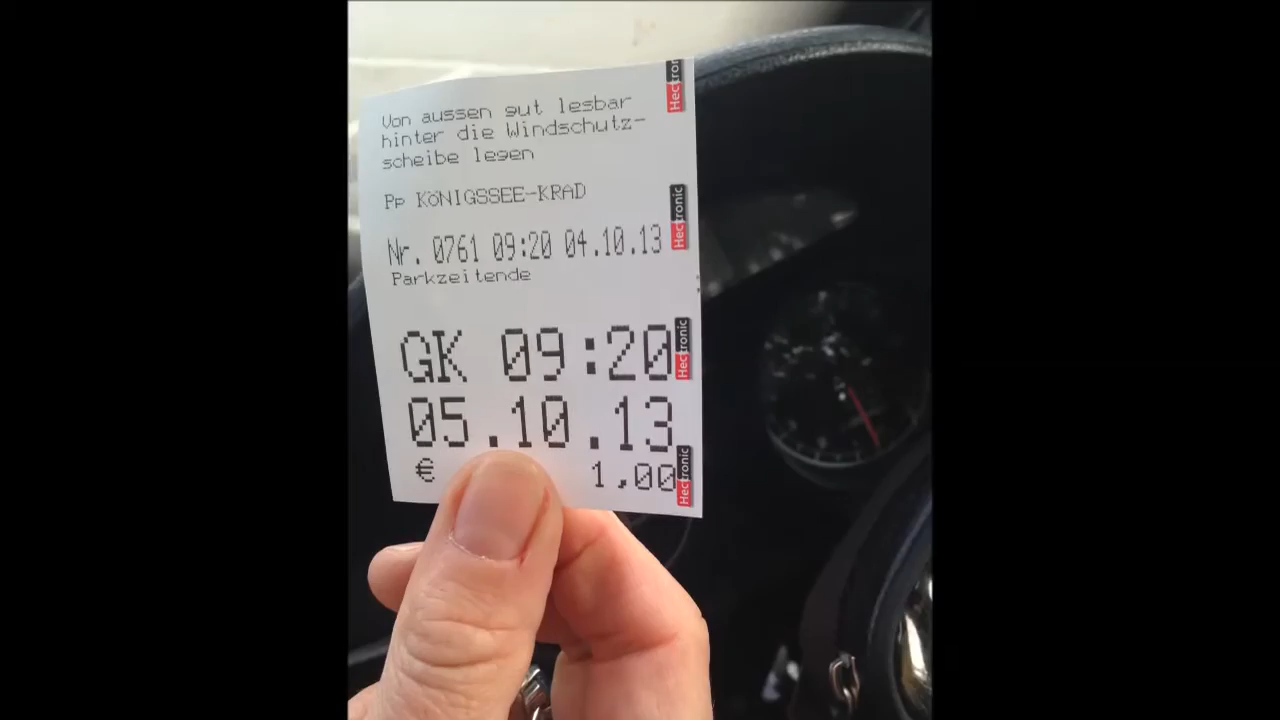 Von aussen gut lesbar
hinter die Windschutz-
scheibe legen
Pp KöNIGSSEE-KRAD
Nr. 0761 09:20 04.10.13
Parkzeitende
GK 09:20
05.10.13
€ 1,00
Hectronic
Hectronic
Hectronic
Hectronic